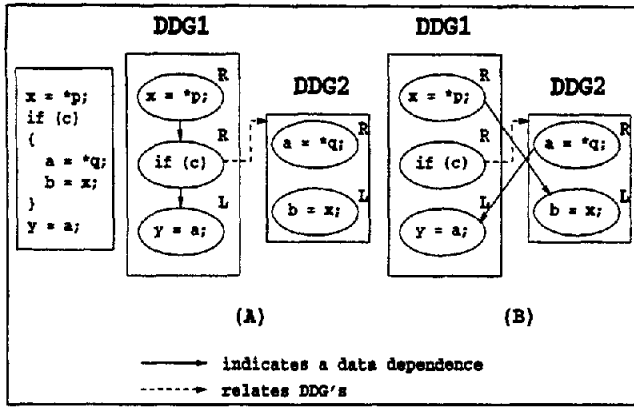 DDG1
DDG1
x = *p;
if (c)
{
a = *q;
b = x;
}
y = a;
R
x = *p;
R
if (c)
L
y = a;
DDG2
R
a = *q;
L
b = x;
R
x = *p;
R
if (c)
L
y = a;
DDG2
R
a = *q;
L
b = x;
(A)
(B)
indicates a data dependence
relates DDG's